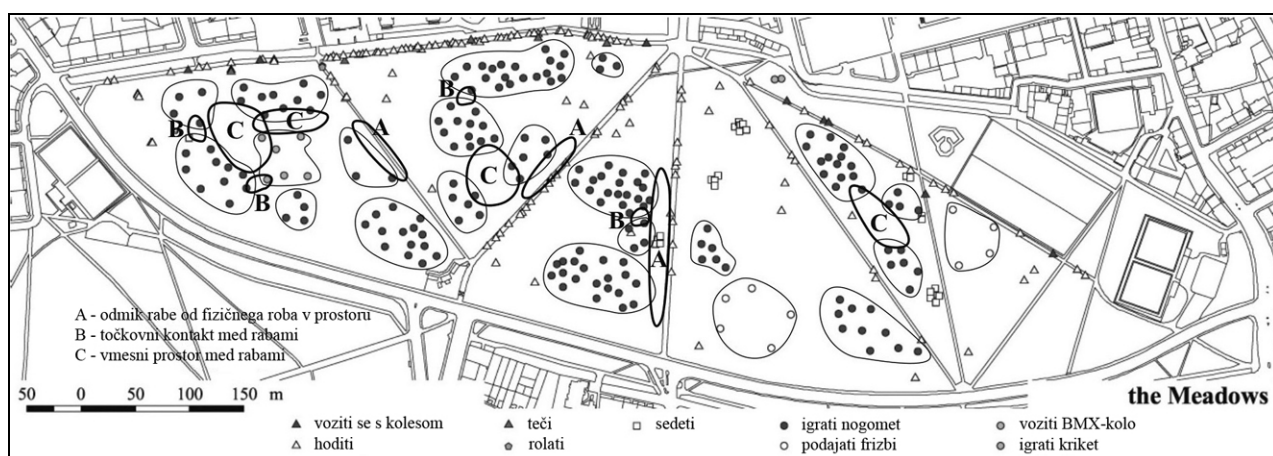 B
C
C
A
B
B
B
C
A
B
A
C
A - odmik rabe od fizičnega roba v prostoru
B - točkovni kontakt med rabami
C - vmesni prostor med rabami
50 0 50 100 150 m
the Meadows
voziti se s kolesom
hoditi
teči
rolati
sedeti
igrati nogomet
podajati frizbi
voziti BMX-kolo
igrati kriket